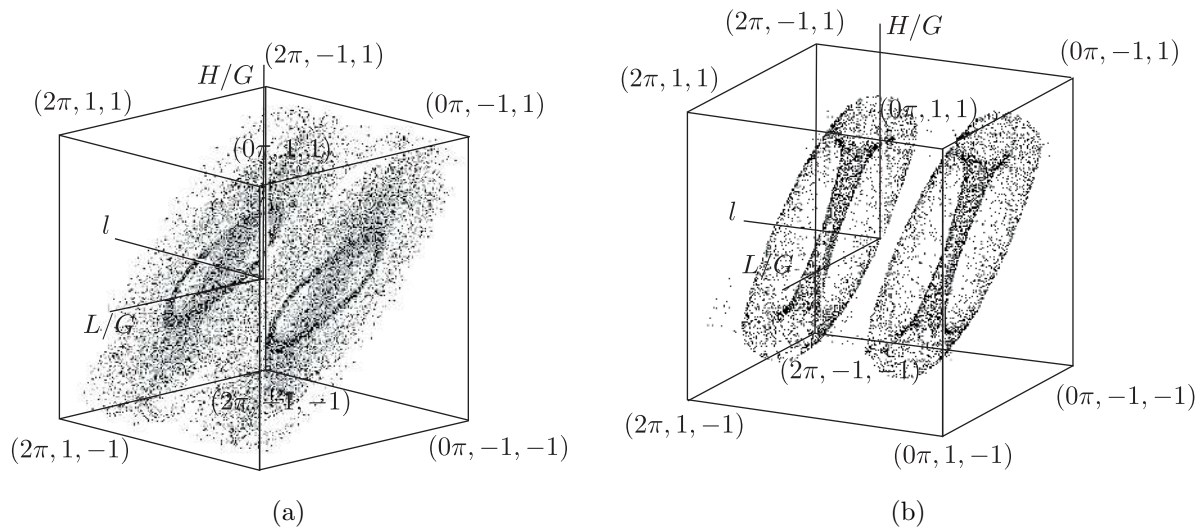 (2π, −1, 1)
H/G
(2π, 1, 1)
(0π, −1, 1)
(0π, 1, 1)
l
L/G
(2π, −1, −1)
(2π, 1, −1)
(0π, −1, −1)
(a)
(2π, −1, 1)
H/G
(0π, −1, 1)
(2π, 1, 1)
(0π, 1, 1)
l
L/G
(2π, −1, −1)
(0π, −1, −1)
(2π, 1, −1)
(0π, 1, −1)
(b)